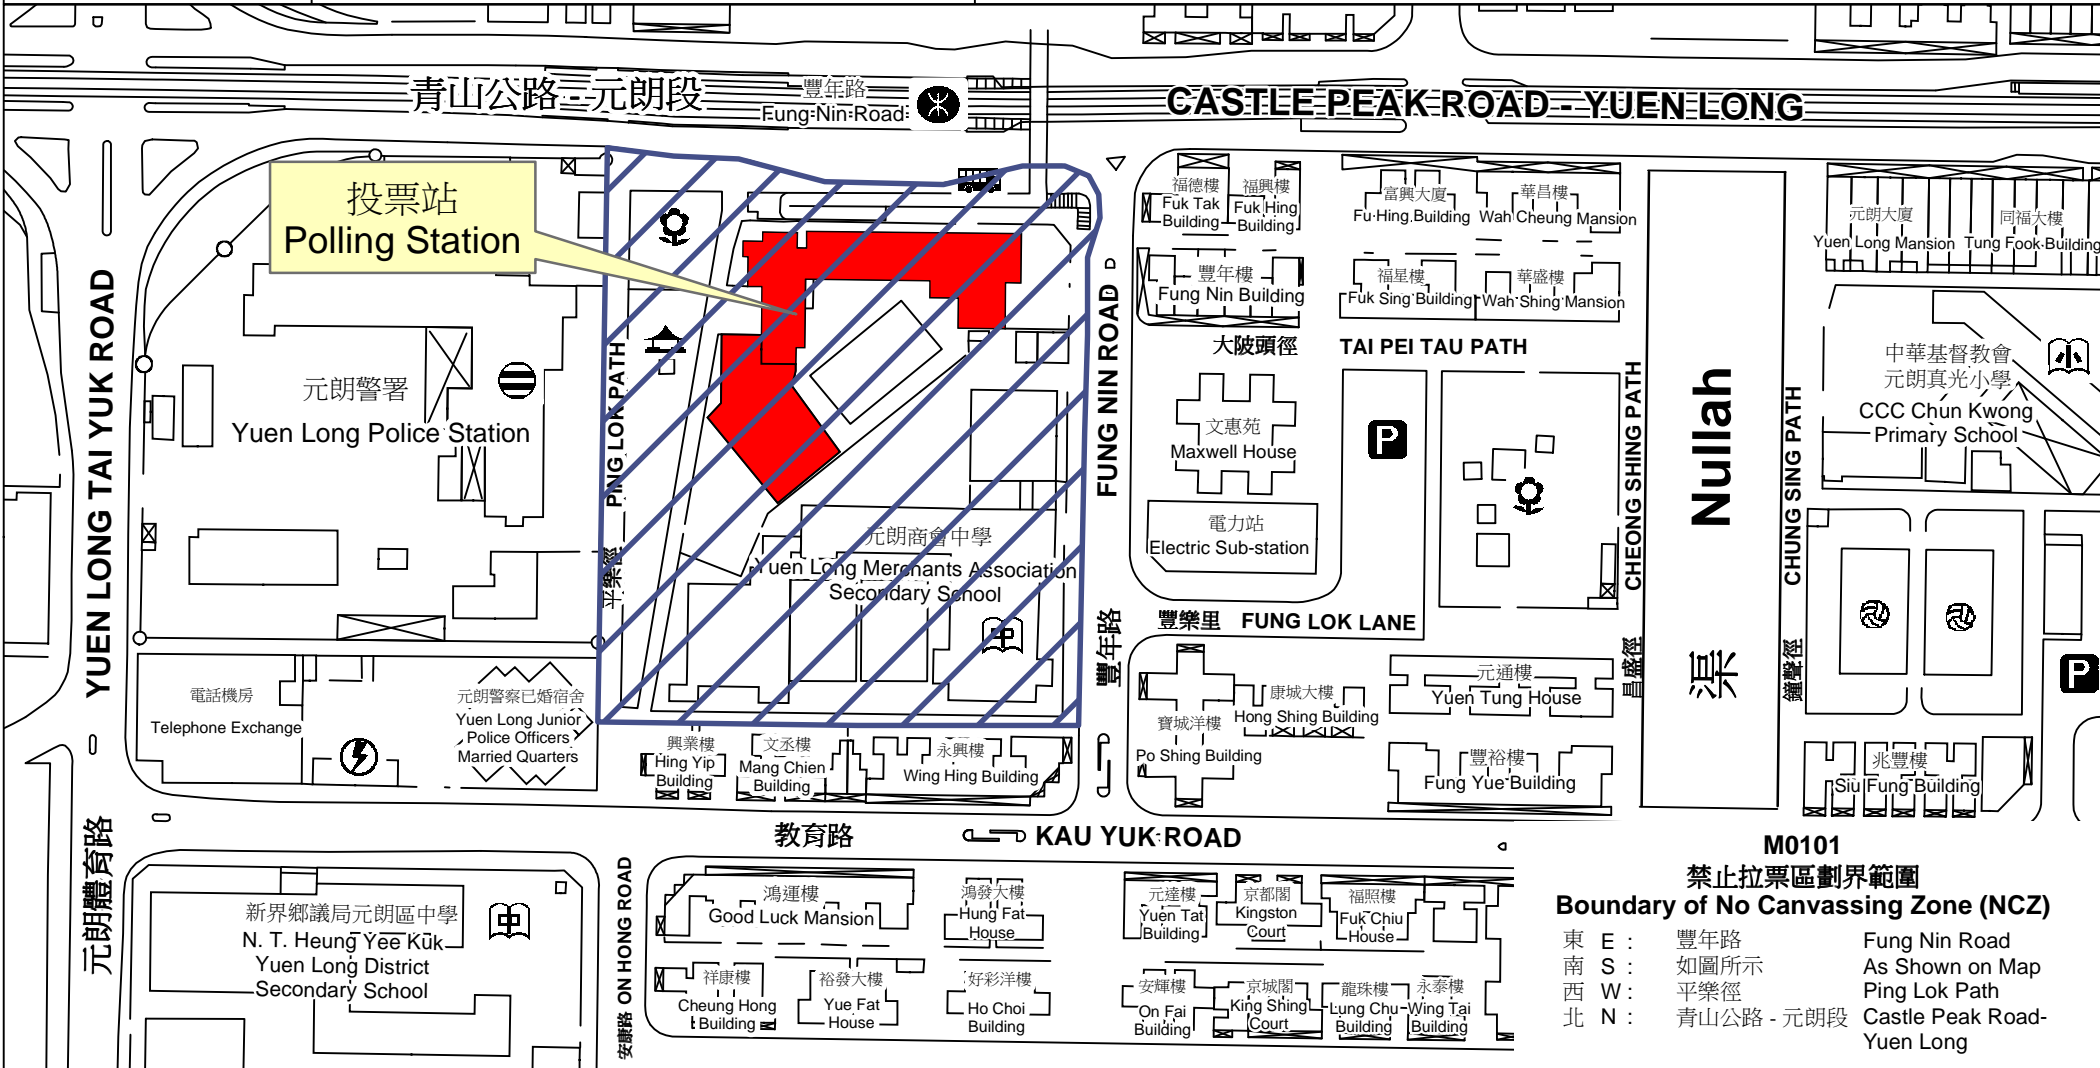 青山公路 - 元朗段
豐年路
Fung Nin Road
CASTLE PEAK ROAD - YUEN LONG
投票站
Polling Station
福德樓
Fuk Tak
Building
福興樓
Fuk Hing
Building
富興大廈
Fu Hing Building
華昌樓
Wah Cheung Mansion
元朗大廈
Yuen Long Mansion
同福大樓
Tung Fook Building
豐年樓
Fung Nin Building
福星樓
Fuk Sing Building
華盛樓
Wah Shing Mansion
大陂頭徑
TAI PEI TAU PATH
YUEN LONG TAI YUK ROAD
元朗體育路
元朗警署
Yuen Long Police Station
PING LOK PATH
平樂徑
FUNG NIN ROAD
豐年路
文惠苑
Maxwell House
P
CHEONG SHING PATH
昌盛徑
Nullah
渠
CHUNG SING PATH
鐘聲徑
中華基督教會
元朗真光小學
CCC Chun Kwong
Primary School
小
電力站
Electric Sub-station
元朗商會中學
Yuen Long Merchants Association
Secondary School
中
豐樂里
FUNG LOK LANE
電話機房
Telephone Exchange
元朗警察已婚宿舍
Yuen Long Junior
Police Officers
Married Quarters
興業樓
Hing Yip
Building
文丞樓
Mang Chien
Building
永興樓
Wing Hing Building
寶城洋樓
Po Shing Building
康城大樓
Hong Shing Building
元通樓
Yuen Tung House
豐裕樓
Fung Yue Building
P
兆豐樓
Siu Fung Building
教育路
KAU YUK ROAD
新界鄉議局元朗區中學
N. T. Heung Yee Kuk
Yuen Long District
Secondary School
中
安康路 ON HONG ROAD
鴻運樓
Good Luck Mansion
鴻發大樓
Hung Fat
House
元達樓
Yuen Tat
Building
京都閣
Kingston
Court
福照樓
Fuk Chiu
House
祥康樓
Cheung Hong
Building
裕發大樓
Yue Fat
House
好彩洋樓
Ho Choi
Building
安輝樓
On Fai
Building
京城閣
King Shing
Court
龍珠樓
Lung Chu
Building
永泰樓
Wing Tai
Building
M0101
禁止拉票區劃界範圍
Boundary of No Canvassing Zone (NCZ)
東 E : 豐年路 Fung Nin Road
南 S : 如圖所示 As Shown on Map
西 W : 平樂徑 Ping Lok Path
北 N : 青山公路 - 元朗段 Castle Peak Road-
Yuen Long